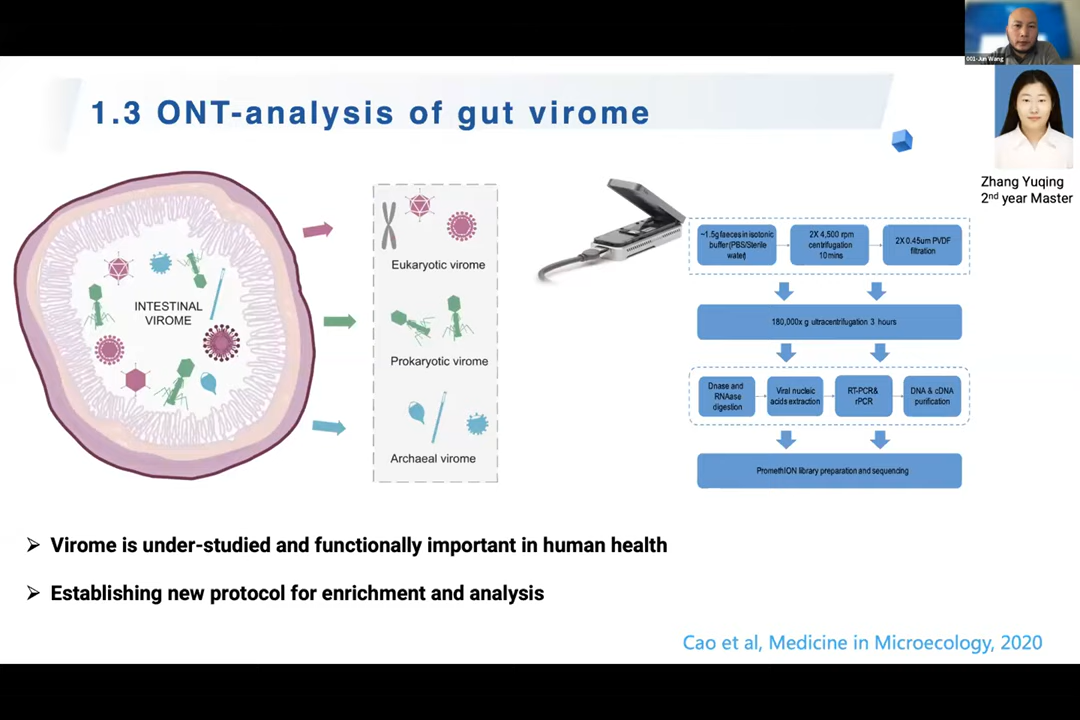 001-Jun Wang
1.3 ONT-analysis of gut virome
Zhang Yuqing
2nd year Master
INTESTINAL
VIROME
Eukaryotic virome
Prokaryotic virome
Archaeal virome
~1.5g faeces in isotonic
buffer (PBS/Sterile
water)
2X 4,500 rpm
centrifugation
10 mins
2X 0.45um PVDF
filtration
180,000x g ultracentrifugation 3 hours
Dnase and
RNAase
digestion
Viral nucleic
acids extraction
RT-PCR&
rPCR
DNA & cDNA
purification
PromethION library preparation and sequencing
➢ Virome is under-studied and functionally important in human health
➢ Establishing new protocol for enrichment and analysis
Cao et al, Medicine in Microecology, 2020